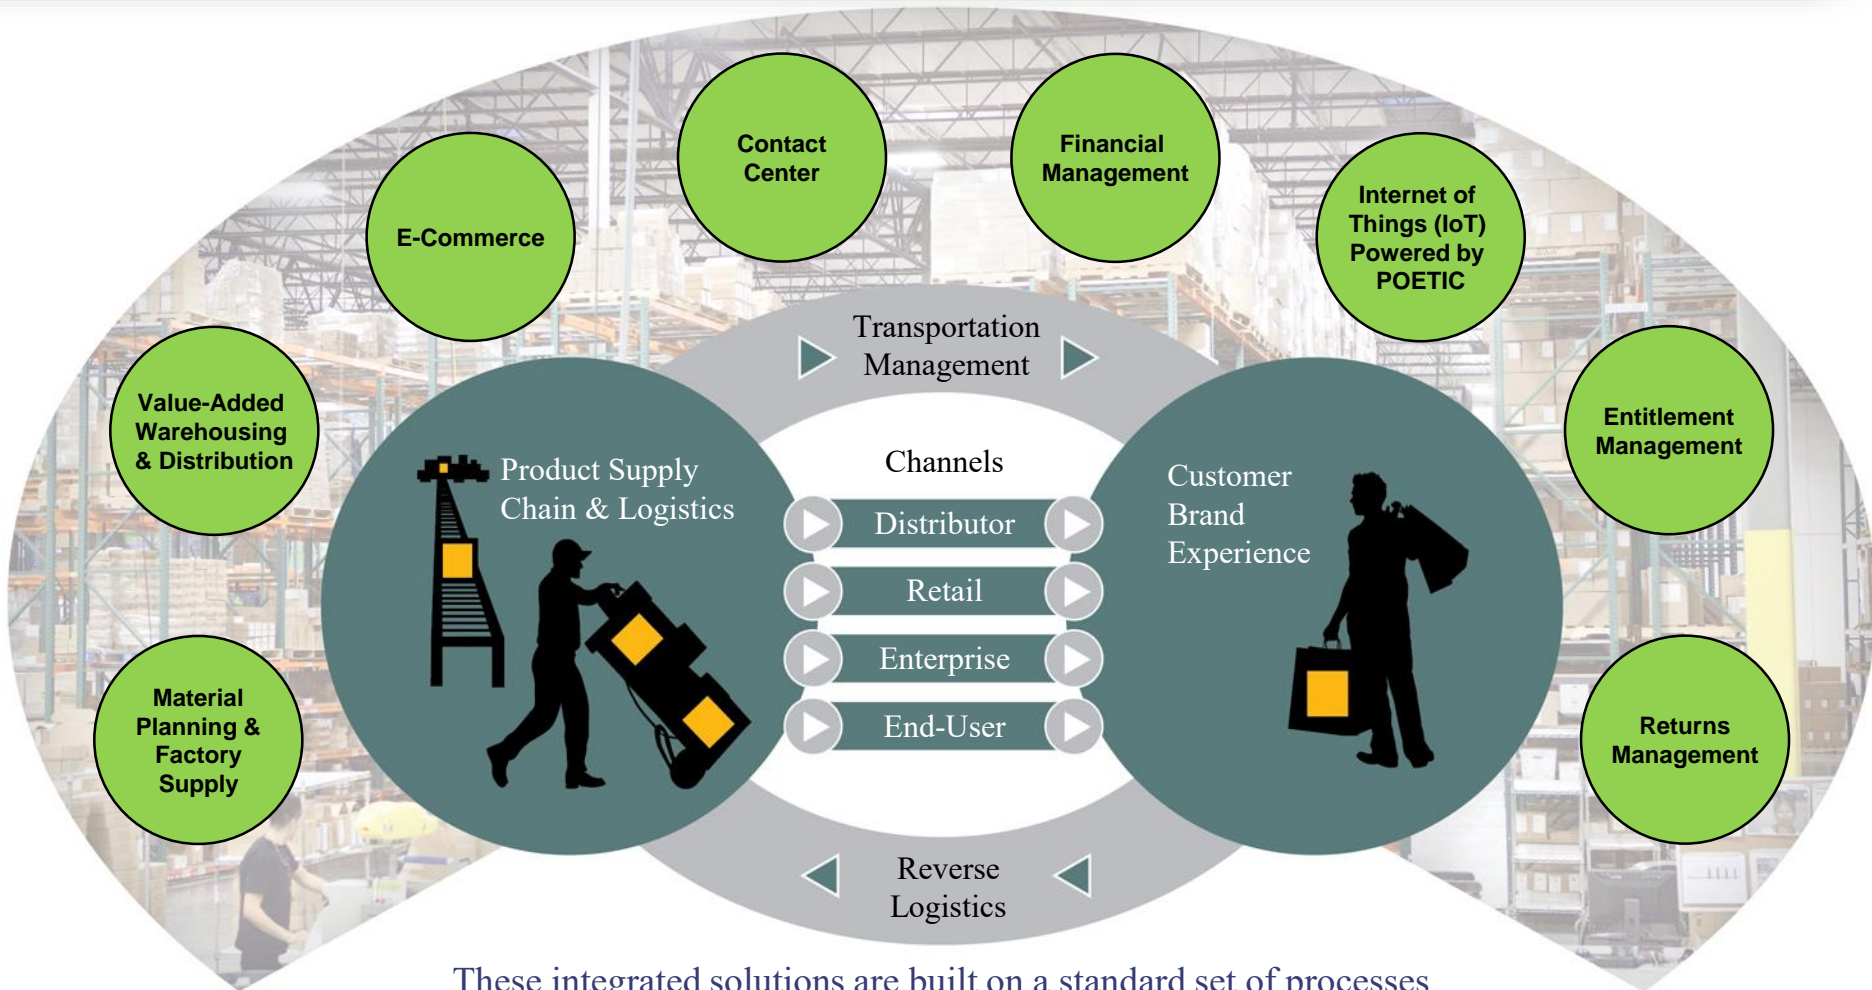 Contact
Center
Financial
Management
E-Commerce
Internet of
Things (IoT)
Powered by
POETIC
Value-Added
Warehousing
& Distribution
Entitlement
Management
Material
Planning &
Factory
Supply
Returns
Management
Transportation
Management
Product Supply
Chain & Logistics
Channels
Distributor
Retail
Enterprise
End-User
Customer
Brand
Experience
Reverse
Logistics
These integrated solutions are built on a standard set of processes